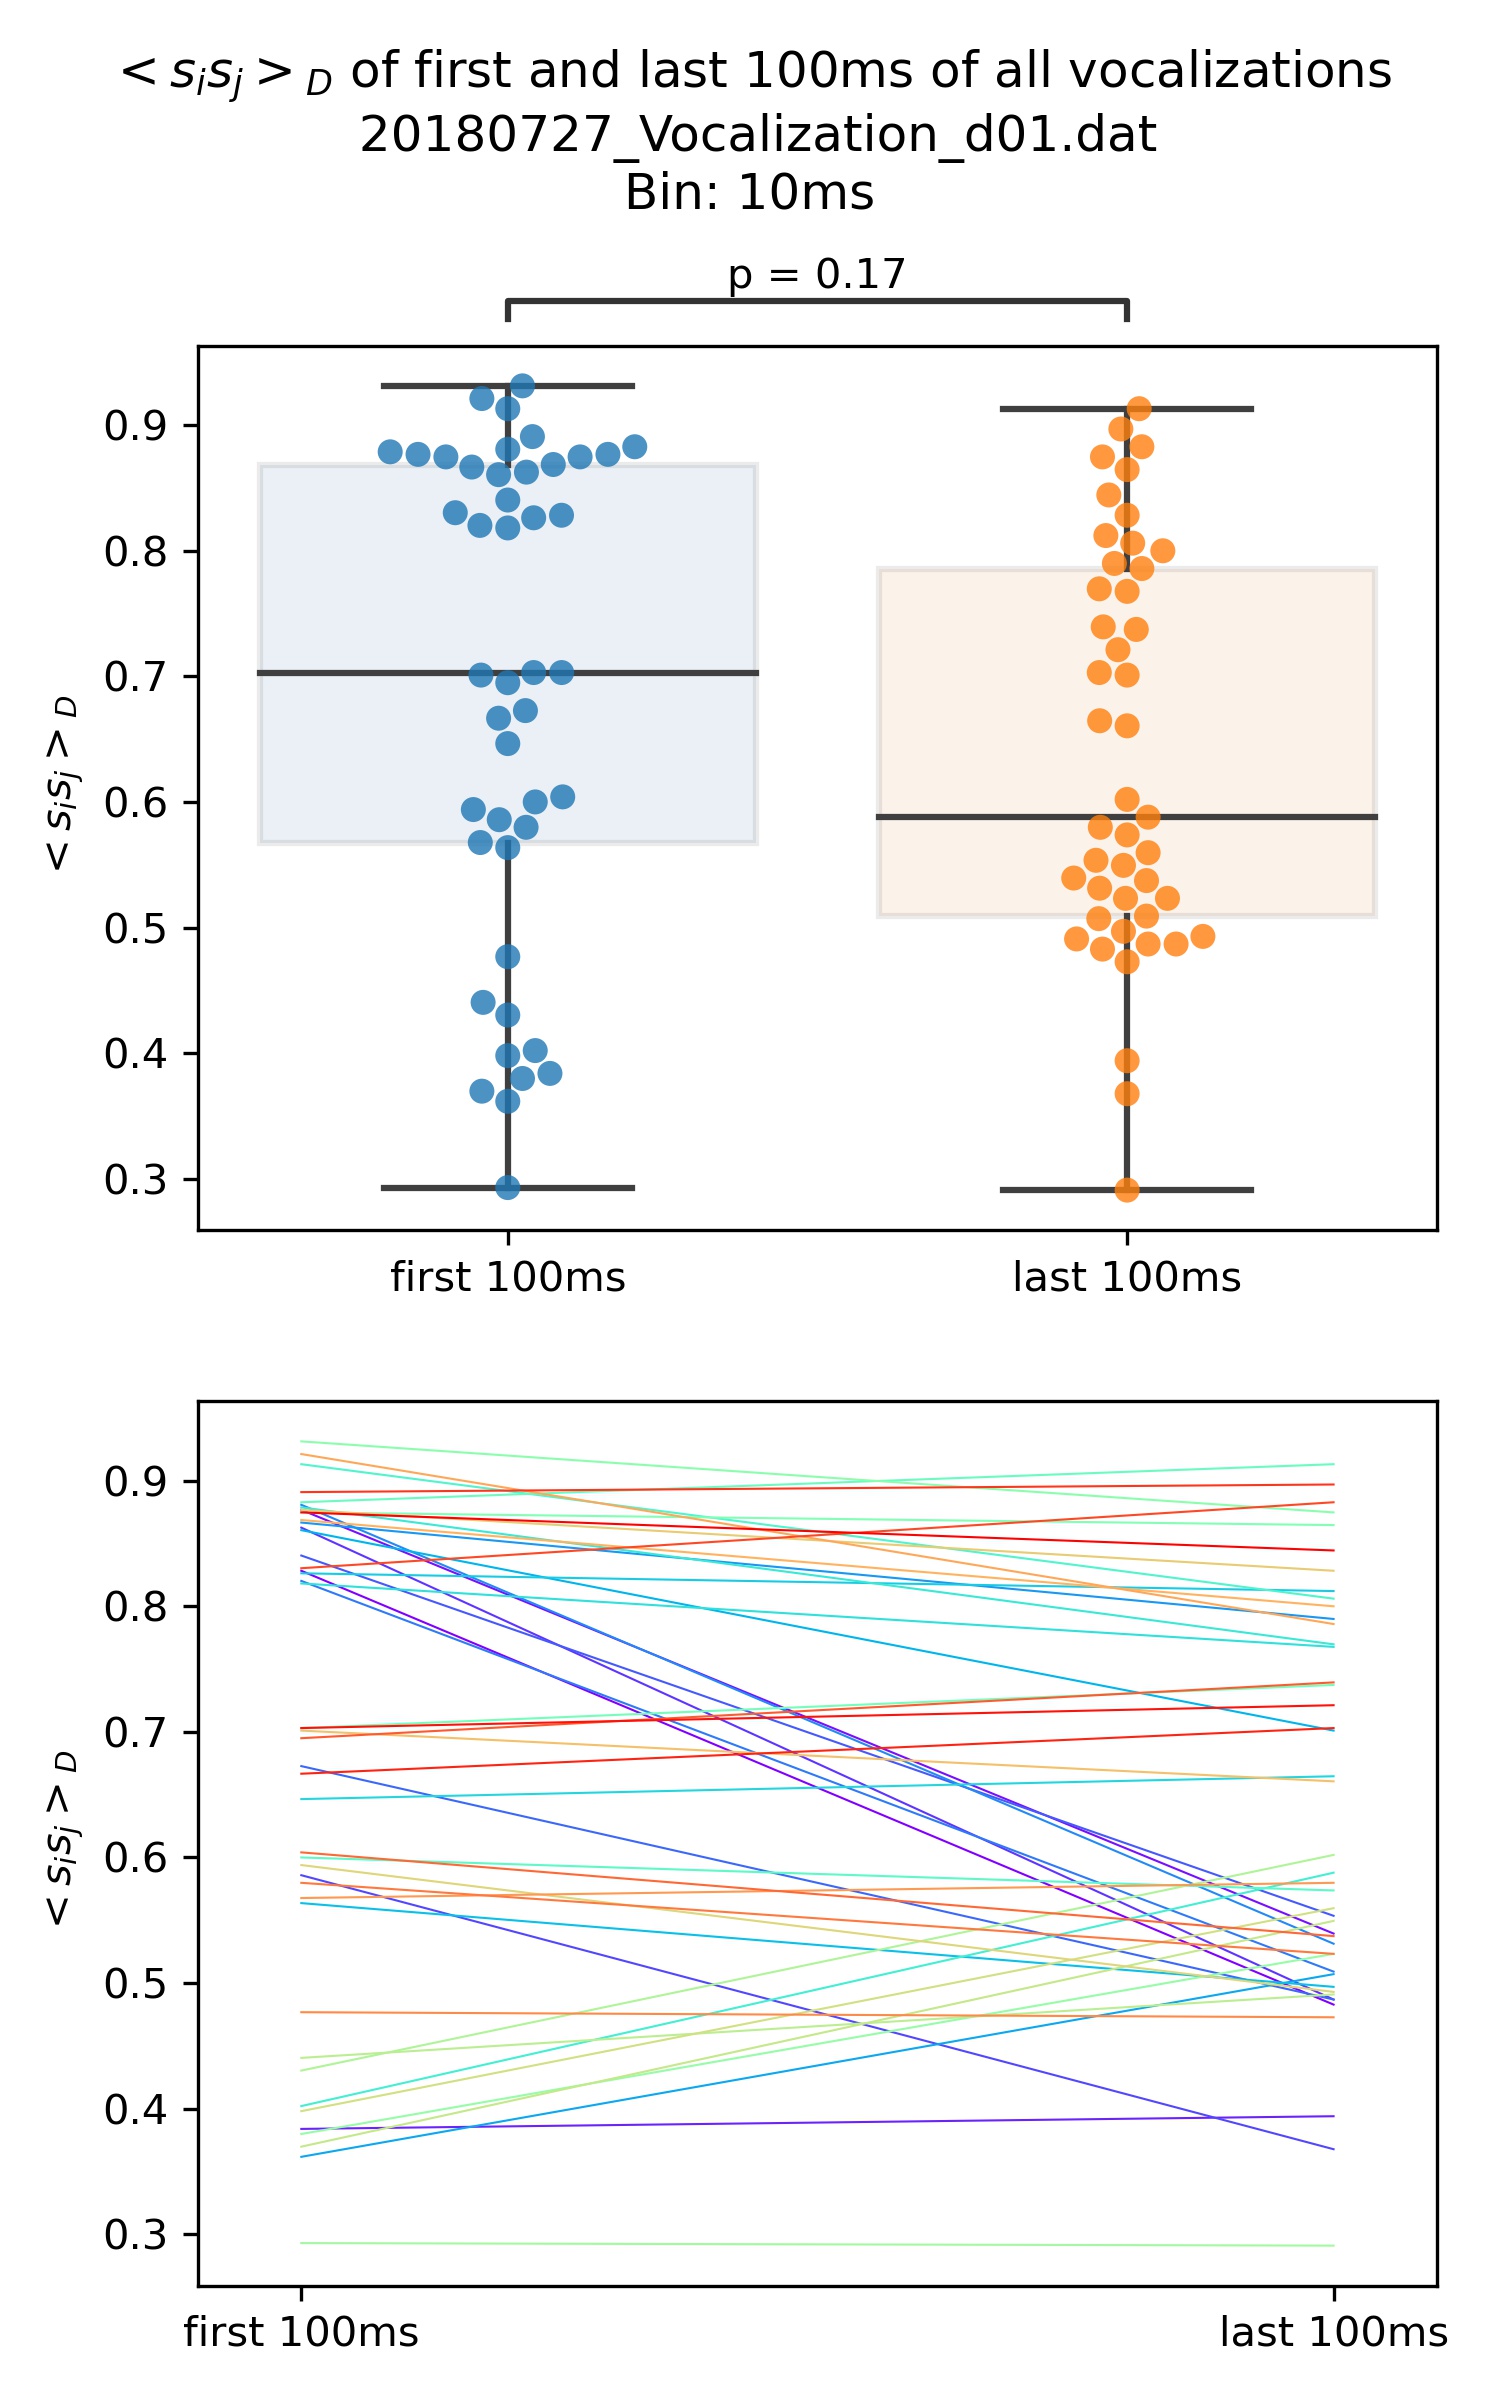 < s_i s_j >_D of first and last 100ms of all vocalizations
20180727_Vocalization_d01.dat
Bin: 10ms
p = 0.17
< s_i s_j >_D
0.9
0.8
0.7
0.6
0.5
0.4
0.3
first 100ms last 100ms
< s_i s_j >_D
0.9
0.8
0.7
0.6
0.5
0.4
0.3
first 100ms last 100ms